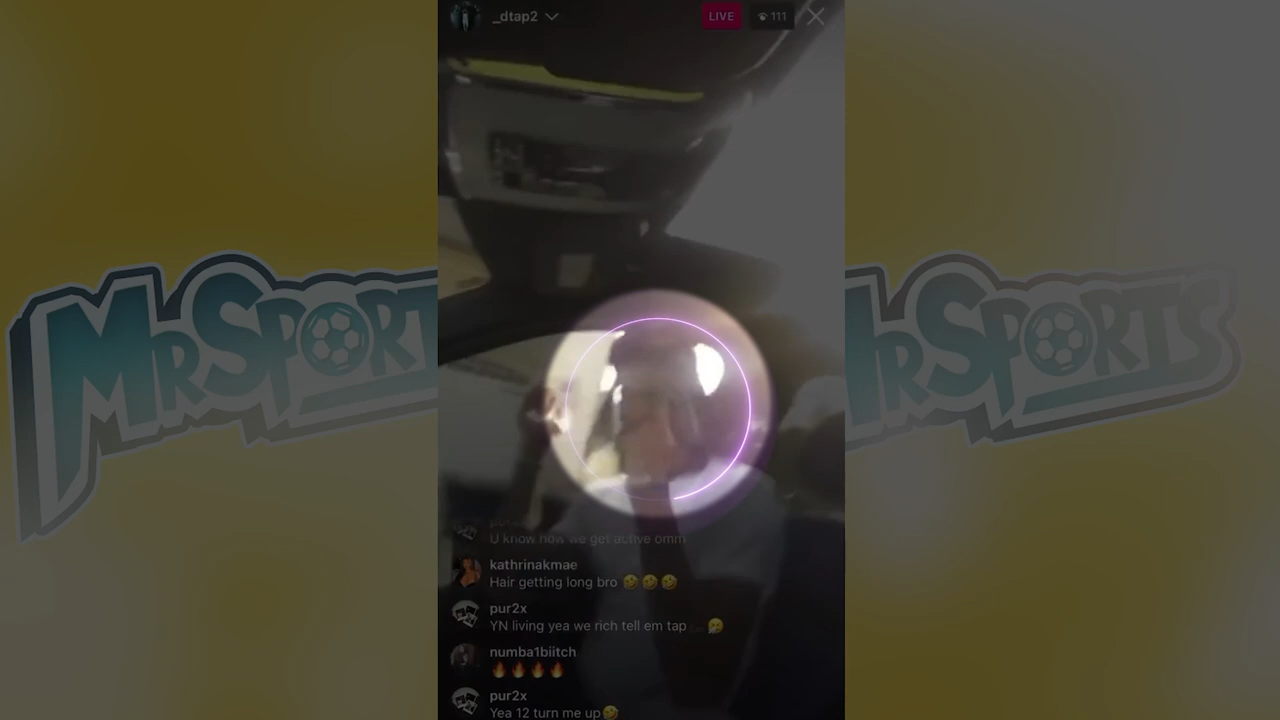 _dtap2
LIVE
111
MRSPORTS
MRSPORTS
U know how we get active omm
kathrinakmae
Hair getting long bro 🤣🤣🤣
pur2x
YN living yea we rich tell em tap
numba1biitch
🔥🔥🔥🔥
pur2x
Yea 12 turn me up🤣